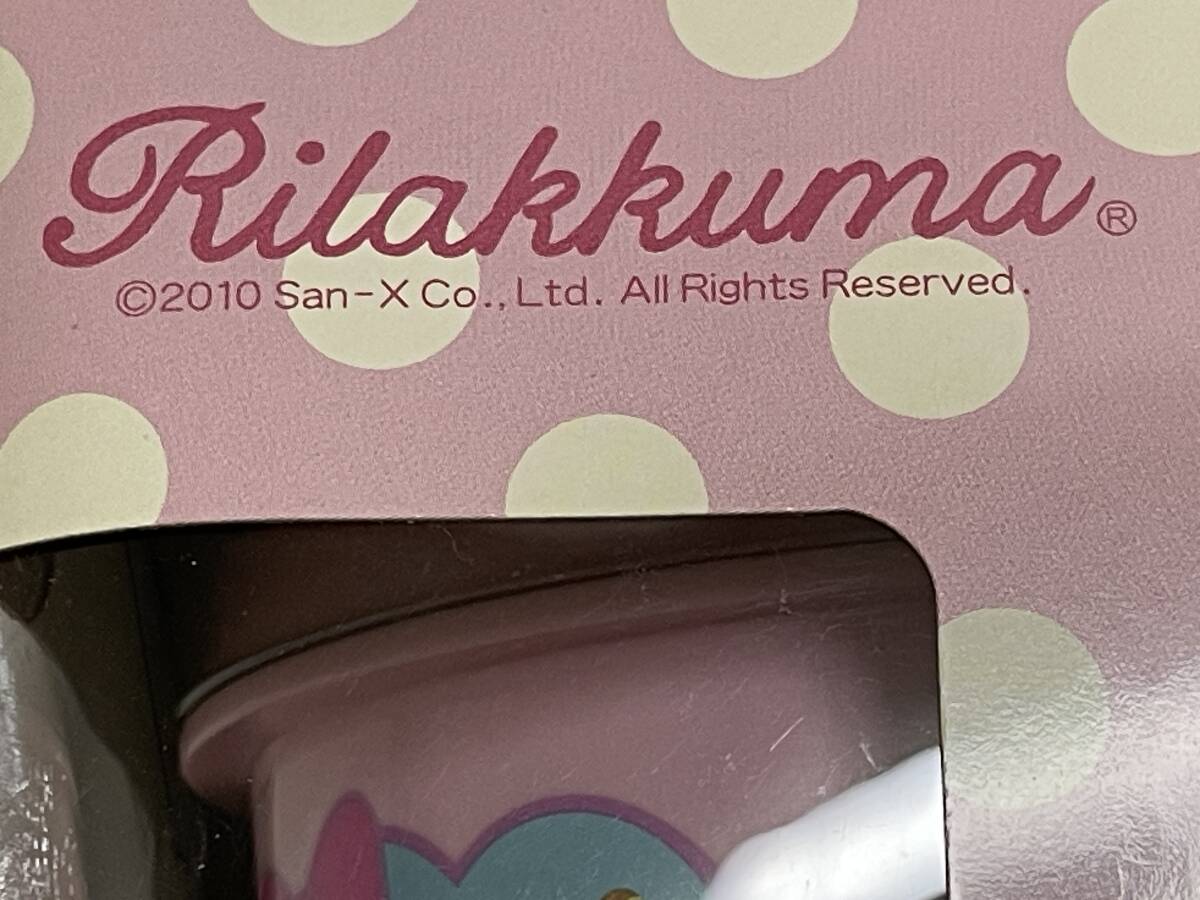 Rilakkuma®
©2010 San-X Co., Ltd. All Rights Reserved.